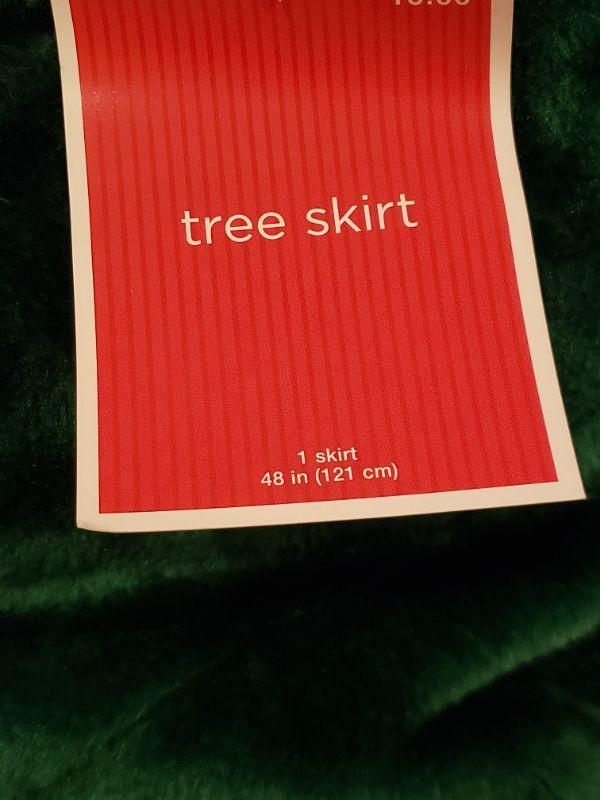 tree skirt
1 skirt
48 in (121 cm)